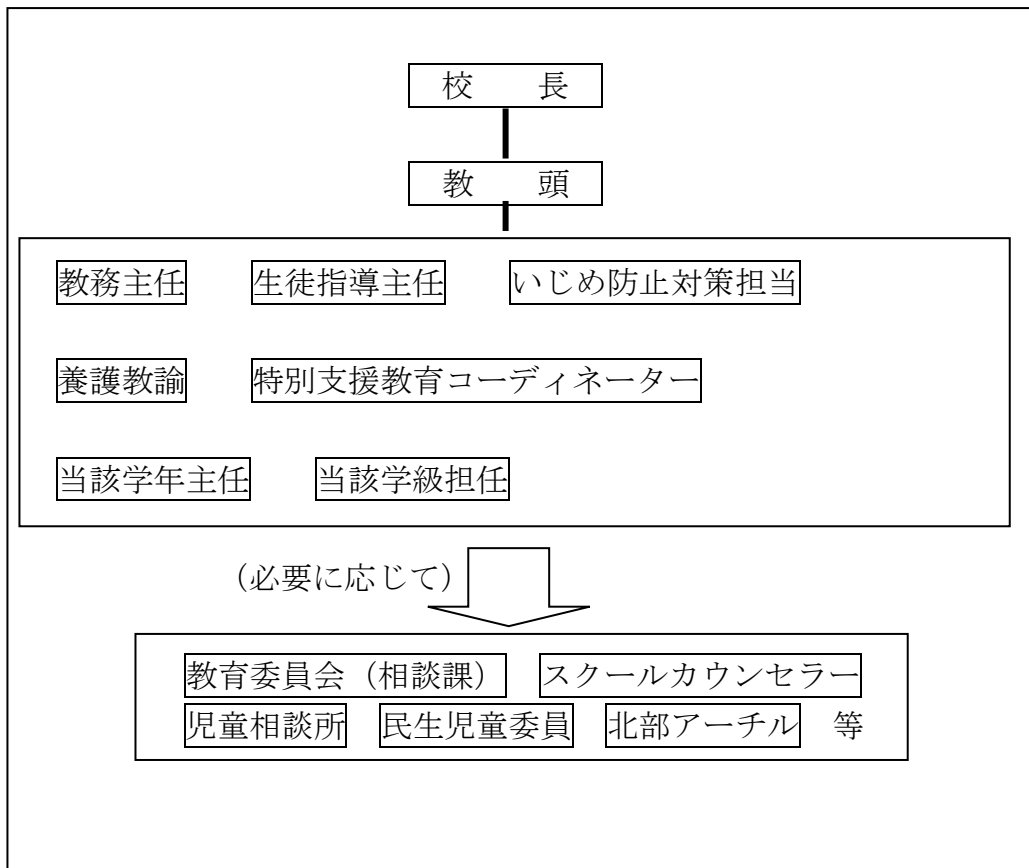 校　　長
教　　頭
教務主任　　生徒指導主任　　いじめ防止対策担当
養護教諭　　特別支援教育コーディネーター
当該学年主任　　当該学級担任
（必要に応じて）
教育委員会（相談課）　スクールカウンセラー
児童相談所　民生児童委員　北部アーチル　等